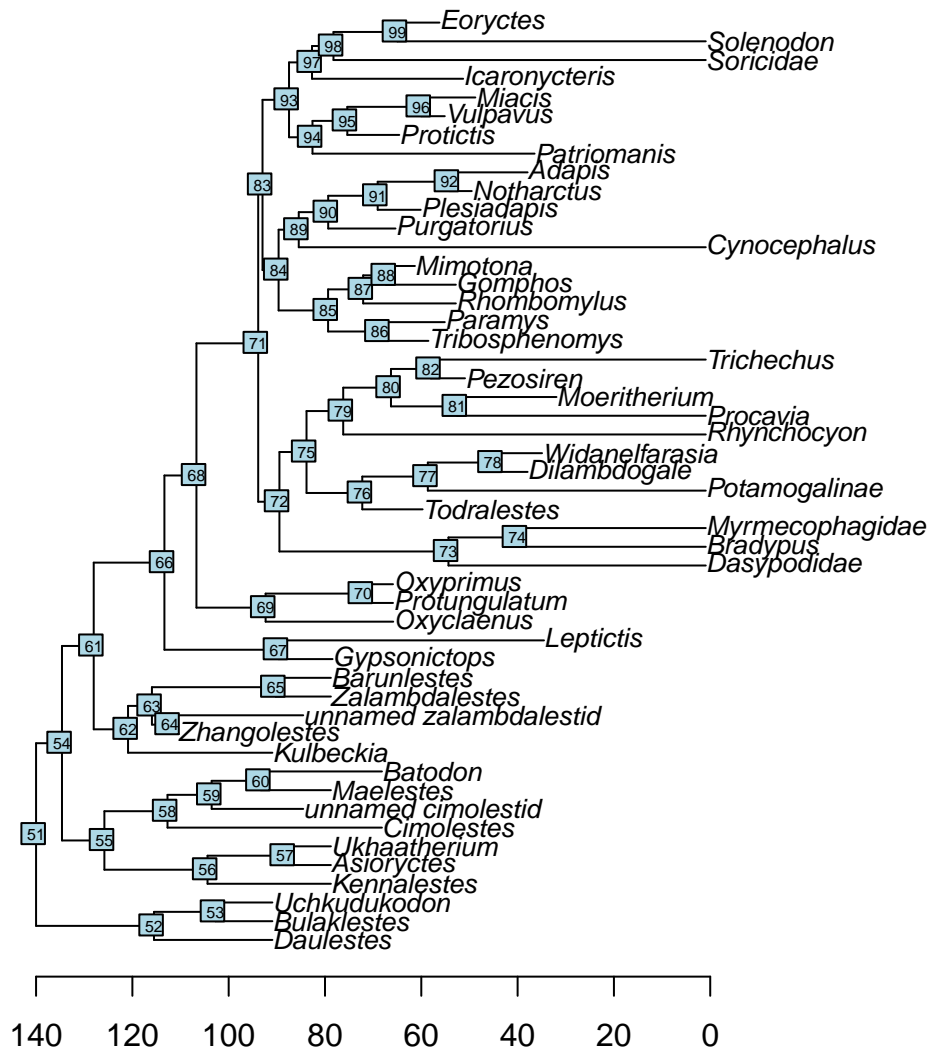 Eoryctes
99
Solenodon
98
Soricidae
97
Icaronycteris
93
Miacis
96
Vulpavus
95
Protictis
94
Patriomanis
Adapis
92
83
Notharctus
91
Plesiadapis
90
Purgatorius
89
Cynocephalus
84
Mimotona
88
Gomphos
87
Rhombomylus
85
Paramys
86
Tribosphenomys
71
Trichechus
82
Pezosiren
80
Moeritherium
81
79
Procavia
Rhynchocyon
75
Widanelfarasia
78
Dilambdogale
77
68
Potamogalinae
76
72
Todralestes
Myrmecophagidae
74
Bradypus
73
66
Dasypodidae
Oxyprimus
70
Protungulatum
69
Oxyclaenus
Leptictis
61
67
Gypsonictops
Barunlestes
65
Zalambdalestes
63
unnamed zalambdalestid
64
62
Zhangolestes
54
Kulbeckia
Batodon
60
Maelestes
59
unnamed cimolestid
58
Cimolestes
51
55
Ukhaatherium
57
Asioryctes
56
Kennalestes
Uchkudukodon
53
Bulaklestes
52
Daulestes
140 120 100 80 60 40 20 0